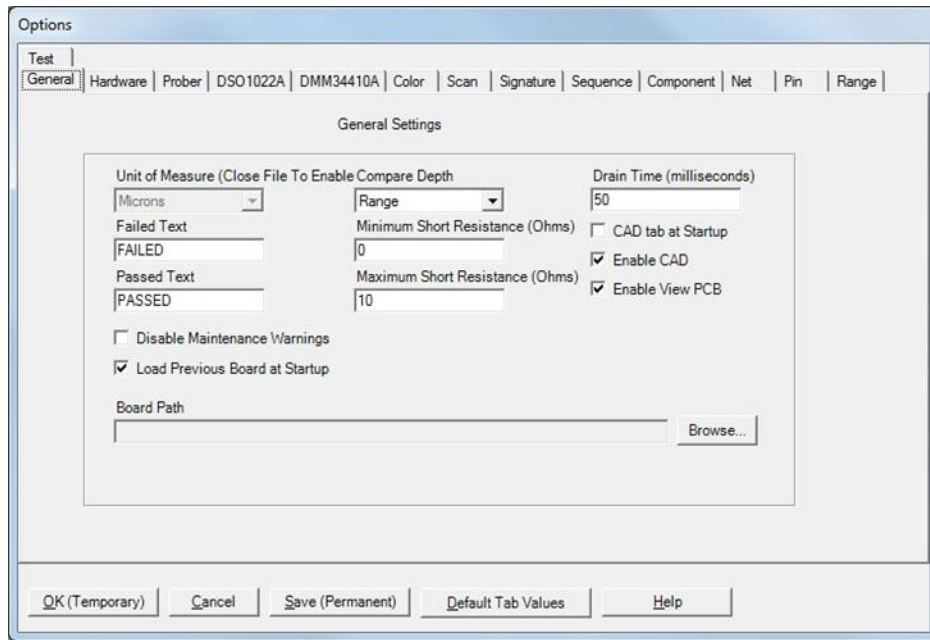 Options
Test
General Hardware Prober DSO1022A DMM34410A Color Scan Signature Sequence Component Net Pin Range
General Settings
Unit of Measure (Close File To Enable Compare Depth Drain Time (milliseconds)
Microns Range 50
Failed Text Minimum Short Resistance (Ohms) CAD tab at Startup
FAILED 0 Enable CAD
Passed Text Maximum Short Resistance (Ohms) Enable View PCB
PASSED 10
Disable Maintenance Warnings
Load Previous Board at Startup
Board Path
Browse...
OK (Temporary) Cancel Save (Permanent) Default Tab Values Help